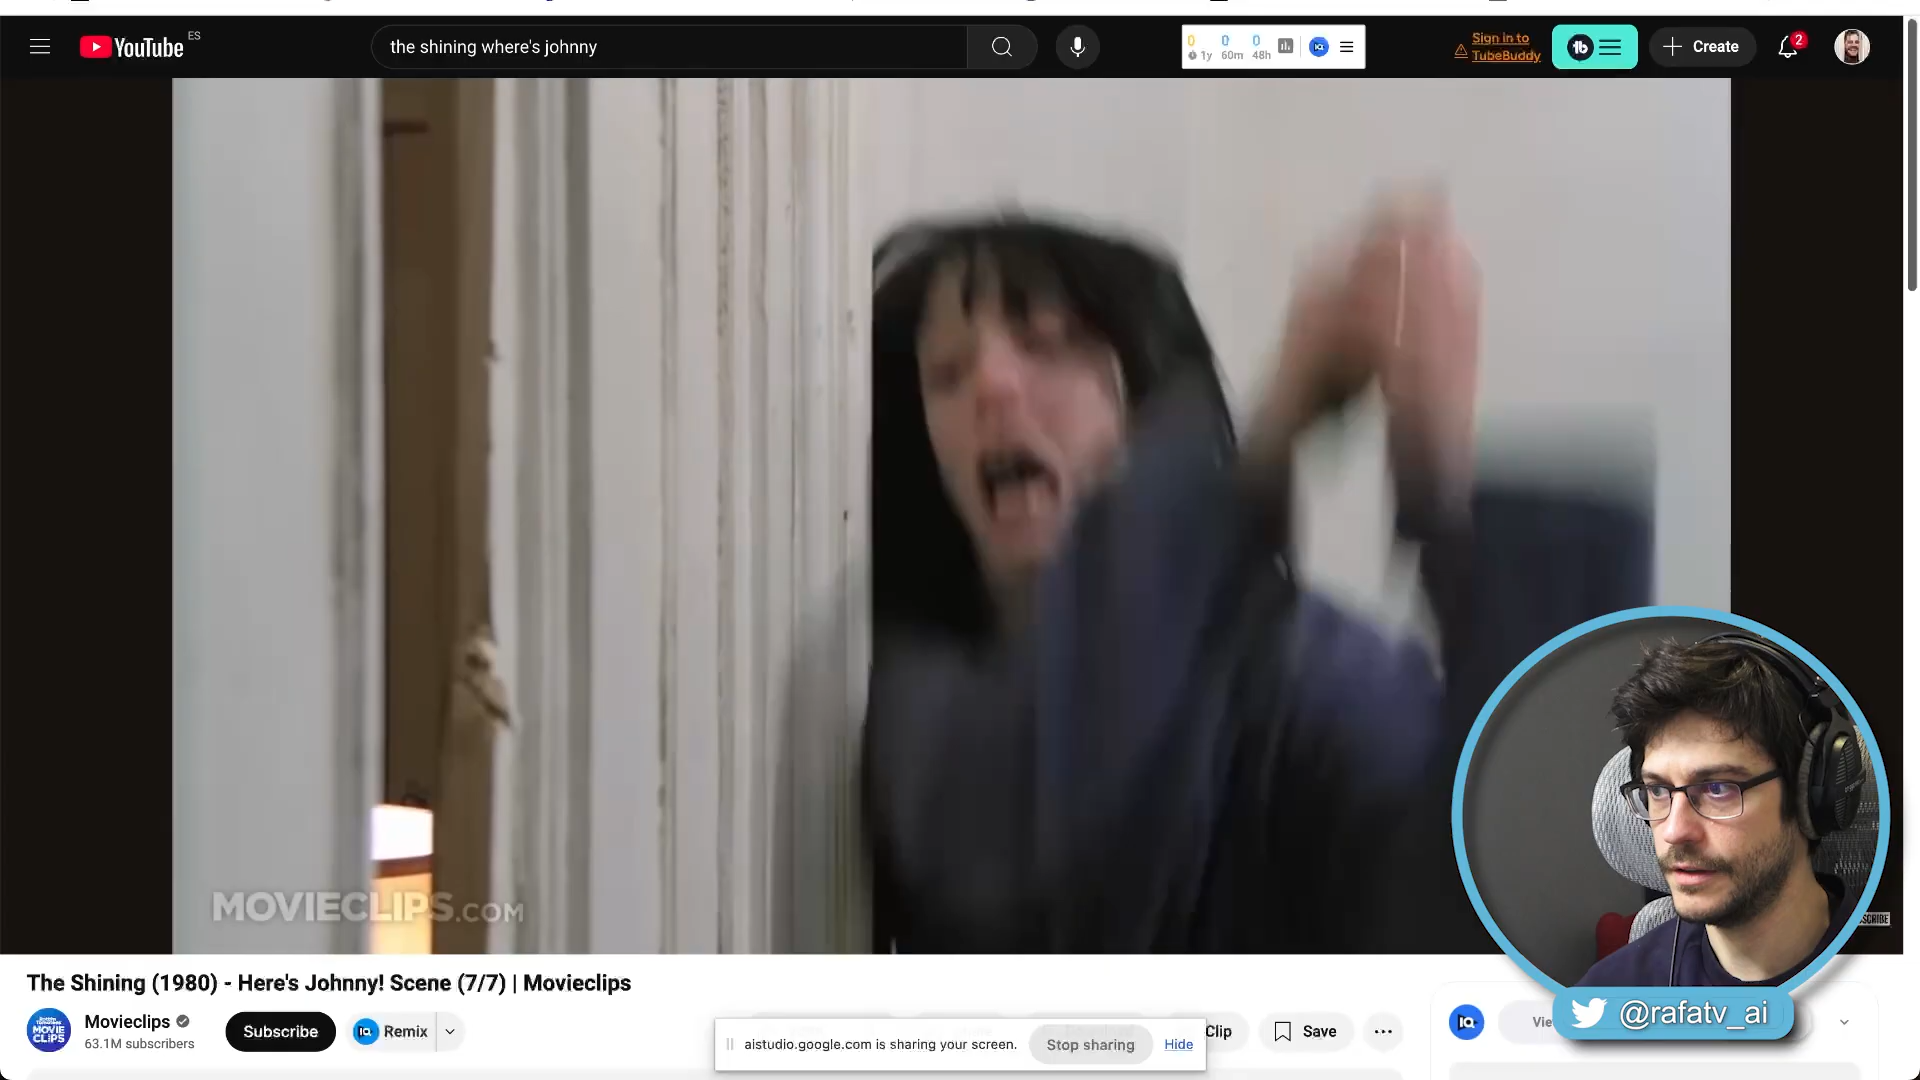 YouTube ES
the shining where's johnny
0 0 0
1y 60m 48h
Sign in to
TubeBuddy
Create
2
MOVIECLIPS.COM
The Shining (1980) - Here's Johnny! Scene (7/7) | Movieclips
MOVIE
CLIPS
Movieclips
63.1M subscribers
Subscribe
Remix
aistudio.google.com is sharing your screen.
Stop sharing
Hide
Clip
Save
@rafatv_ai